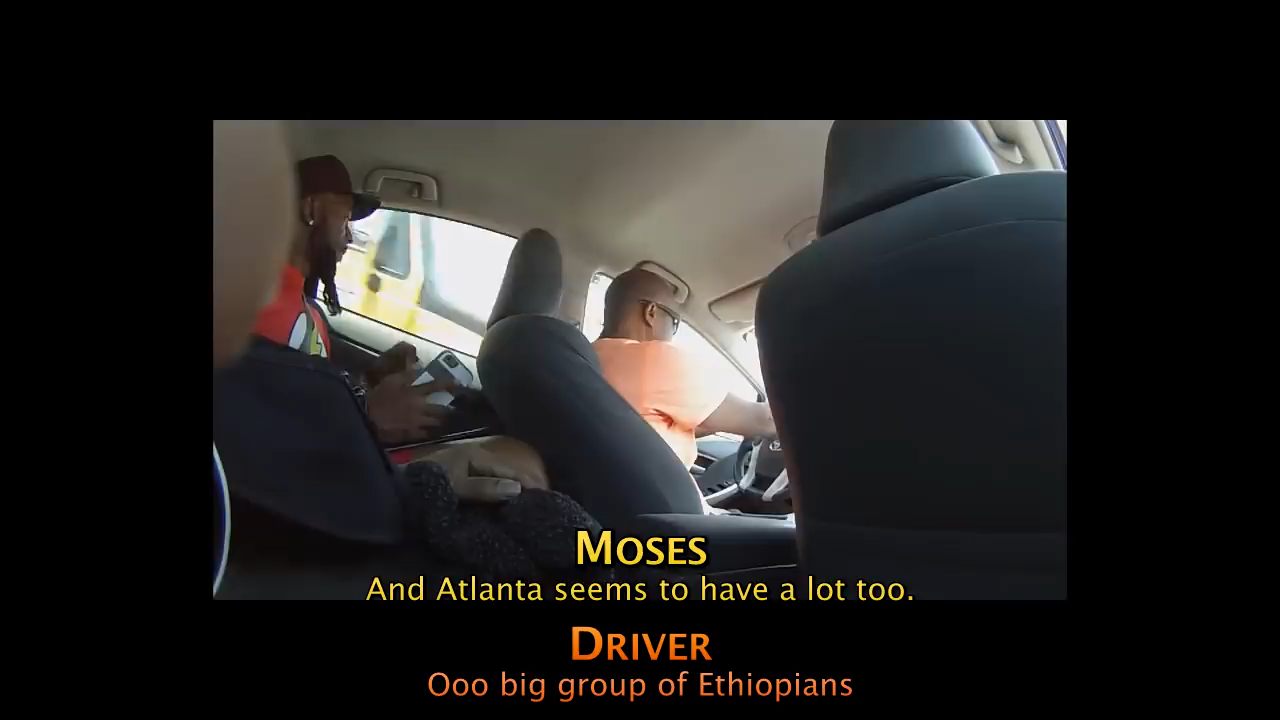 MOSES
And Atlanta seems to have a lot too.
DRIVER
Ooo big group of Ethiopians